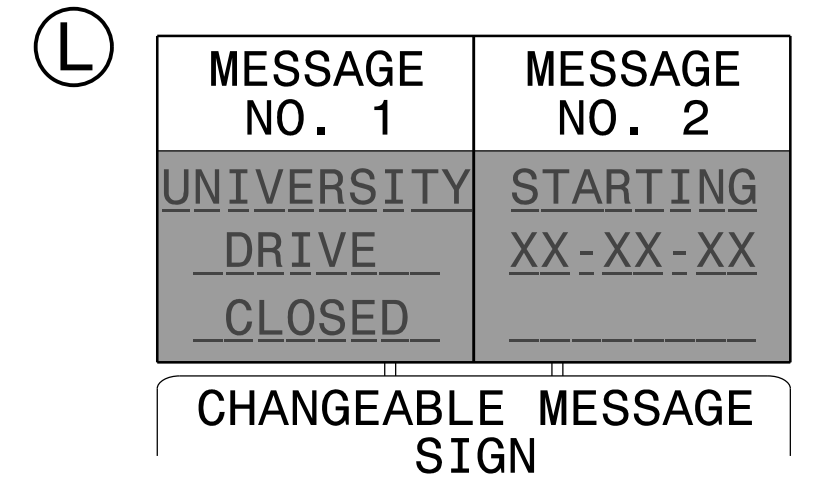 L
MESSAGE NO. 1
MESSAGE NO. 2
UNIVERSITY
DRIVE
CLOSED
STARTING
XX-XX-XX
CHANGEABLE MESSAGE
SIGN